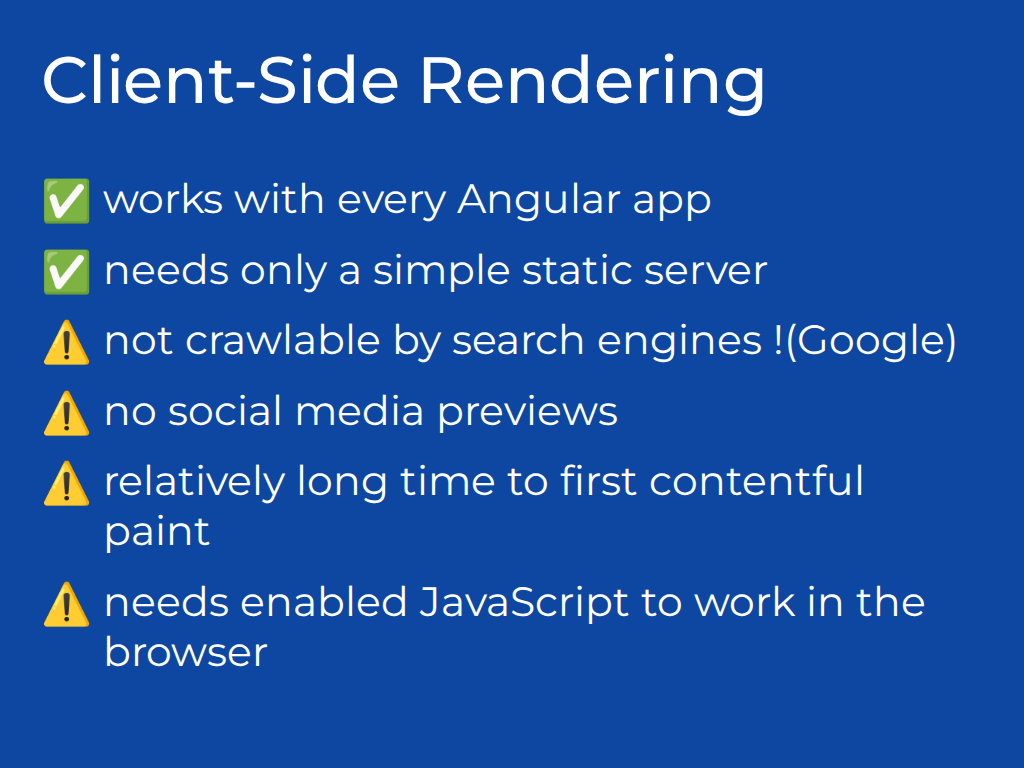 Client-Side Rendering
✅ works with every Angular app
✅ needs only a simple static server
⚠️ not crawlable by search engines !(Google)
⚠️ no social media previews
⚠️ relatively long time to first contentful
paint
⚠️ needs enabled JavaScript to work in the
browser